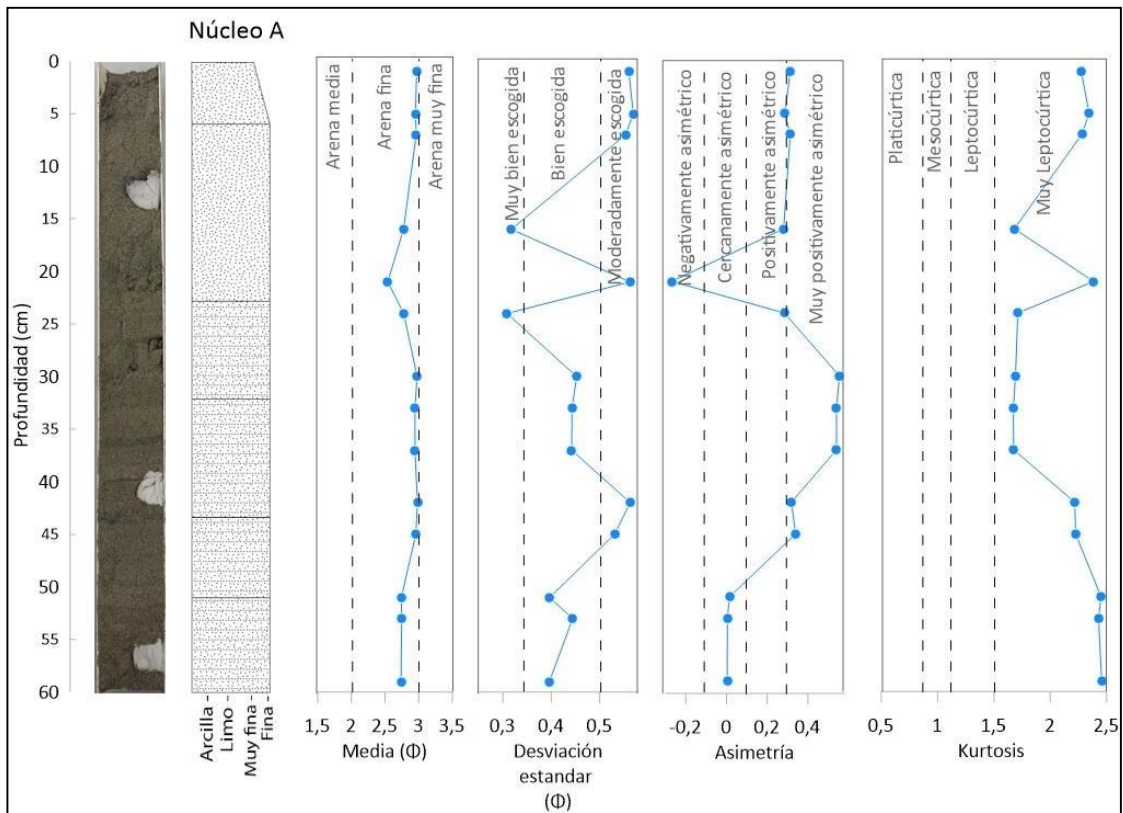 Núcleo A
Profundidad (cm)
0
5
10
15
20
25
30
35
40
45
50
55
60
Arcilla
Limo
Muy fina
Fina
Arena media
Arena fina
Arena muy fina
1,5 2 2,5 3 3,5
Media (Φ)
Muy bien escogida
Bien escogida
Moderadamente escogida
0,3 0,4 0,5
Desviación
estandar
(Φ)
Negativamente asimétrico
Cercanamente asimétrico
Positivamente asimétrico
Muy positivamente asimétrico
-0,2 0 0,2 0,4
Asimetría
Platicúrtica
Mesocúrtica
Leptocúrtica
Muy Leptocúrtica
0,5 1 1,5 2 2,5
Kurtosis